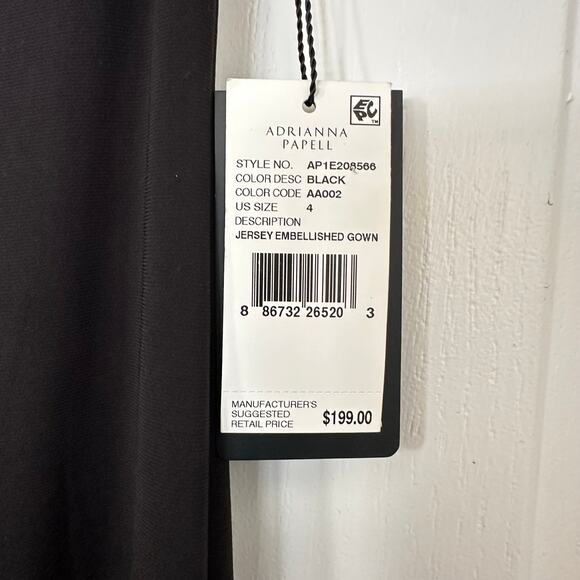 EPC™
ADRIANNA
PAPELL
STYLE NO. AP1E208566
COLOR DESC BLACK
COLOR CODE AA002
US SIZE 4
DESCRIPTION
JERSEY EMBELLISHED GOWN
8 86732 26520 3
MANUFACTURER'S
SUGGESTED
RETAIL PRICE $199.00